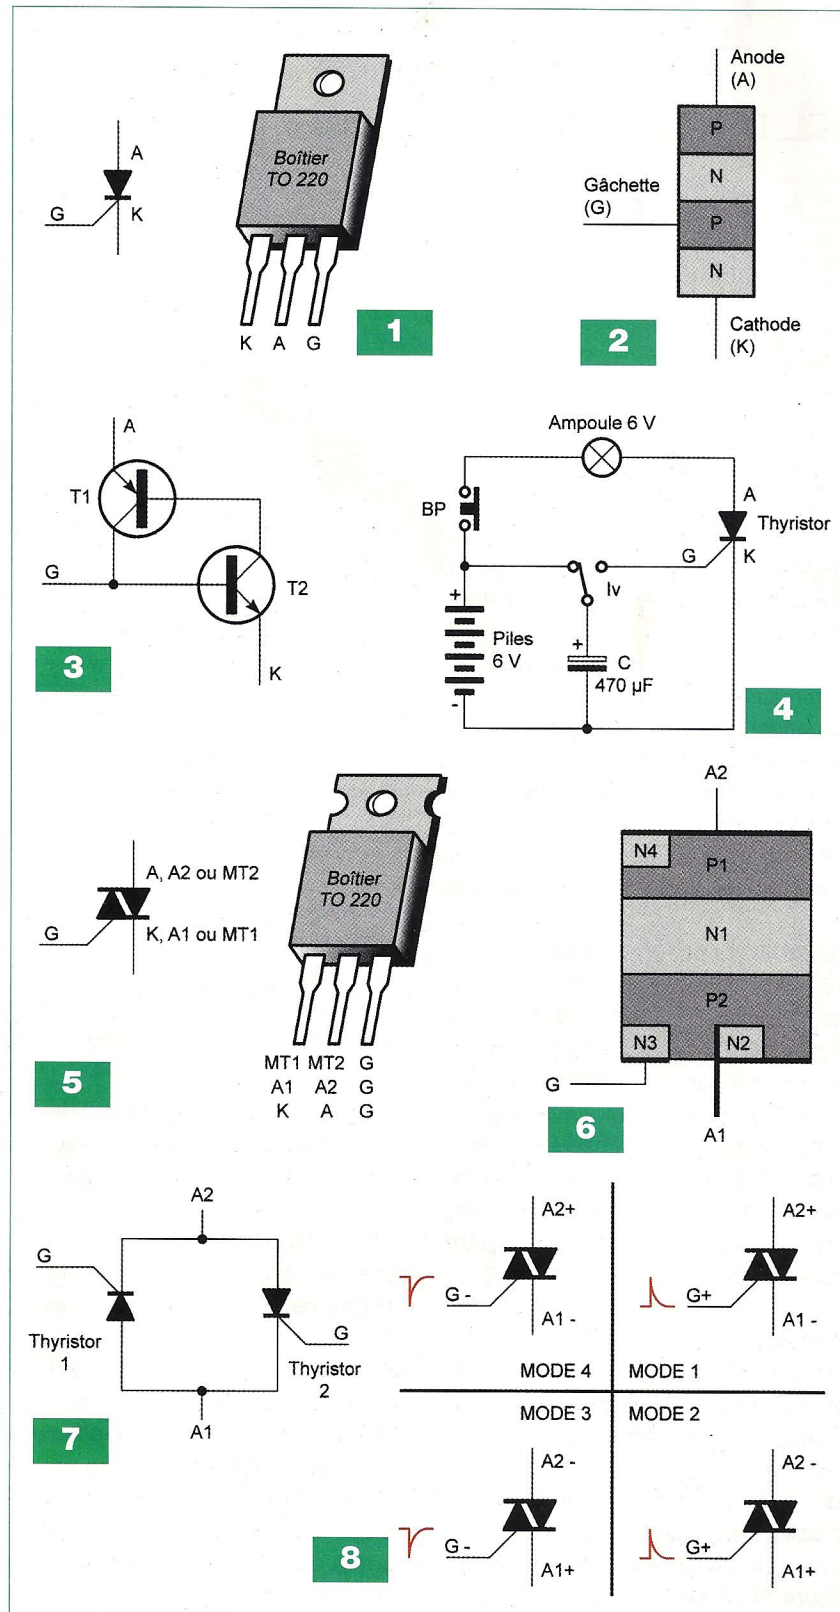 A
G
K
Boîtier
TO 220
K A G
1
Anode
(A)
P
N
Gâchette
(G)
P
N
Cathode
(K)
2
A
T1
G
T2
K
3
Ampoule 6 V
BP
A
Thyristor
G
K
Iv
+
Piles
6 V
-
+
C
470 µF
4
A, A2 ou MT2
G
K, A1 ou MT1
Boîtier
TO 220
MT1 MT2 G
A1 A2 G
K A G
5
A2
N4
P1
N1
P2
N3
N2
G
A1
6
A2
G
Thyristor
1
G
Thyristor
2
A1
7
A2+
G -
A1 -
MODE 4
A2+
G+
A1 -
MODE 1
MODE 3
A2 -
G -
A1+
MODE 2
A2 -
G+
A1+
8